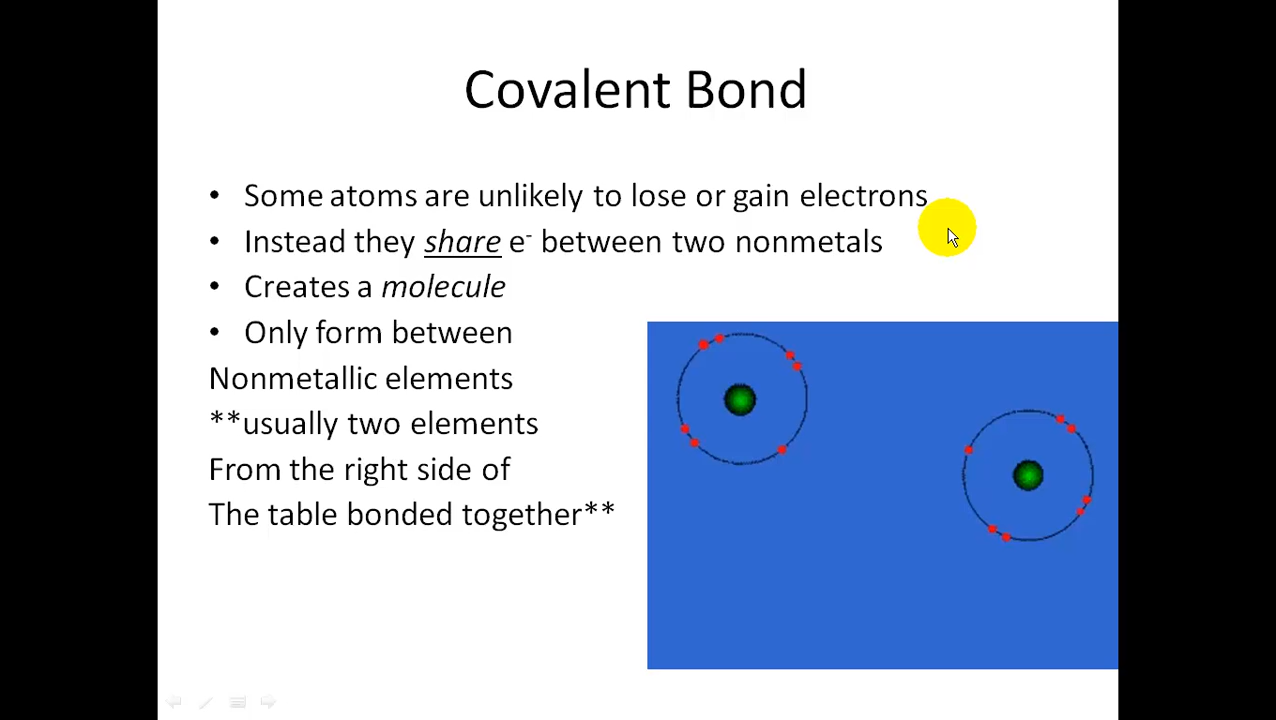 Covalent Bond
• Some atoms are unlikely to lose or gain electrons
• Instead they share e⁻ between two nonmetals
• Creates a molecule
• Only form between
Nonmetallic elements
**usually two elements
From the right side of
The table bonded together**